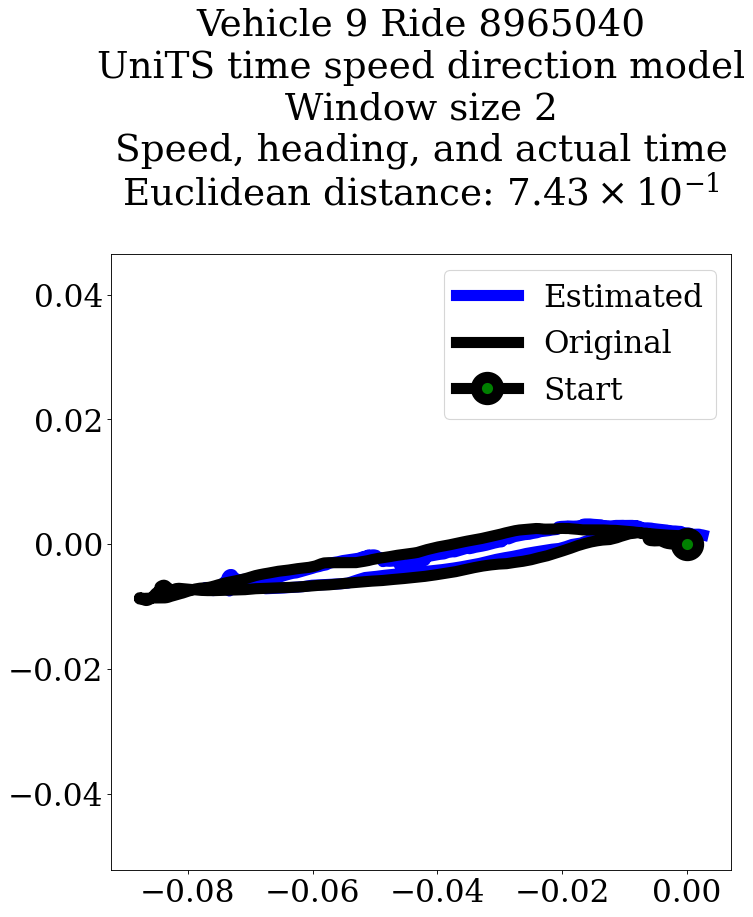 Vehicle 9 Ride 8965040
UniTS time speed direction model
Window size 2
Speed, heading, and actual time
Euclidean distance: 7.43 × 10⁻¹
Estimated
Original
Start
0.04
0.02
0.00
−0.02
−0.04
−0.08 −0.06 −0.04 −0.02 0.00